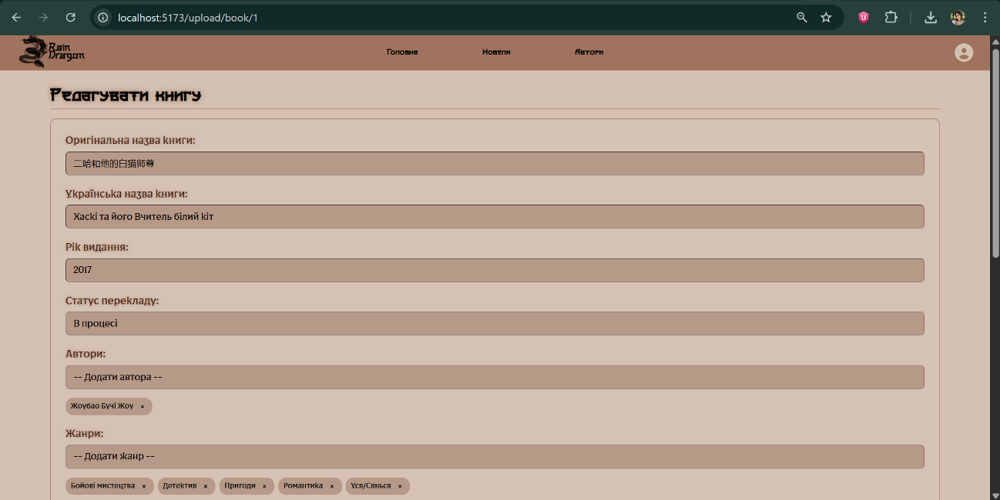 localhost:5173/upload/book/1
Rain
Dragon
Головна
Новели
Автори
Редагувати книгу
Оригінальна назва книги:
二哈和他的白猫师尊
Українська назва книги:
Хаскі та його Вчитель білий кіт
Рік видання:
2017
Статус перекладу:
В процесі
Автори:
-- Додати автора --
Жоубао Бучі Жоу ×
Жанри:
-- Додати жанр --
Бойові мистецтва × Детектив × Пригоди × Романтика × Уся/Сянься ×